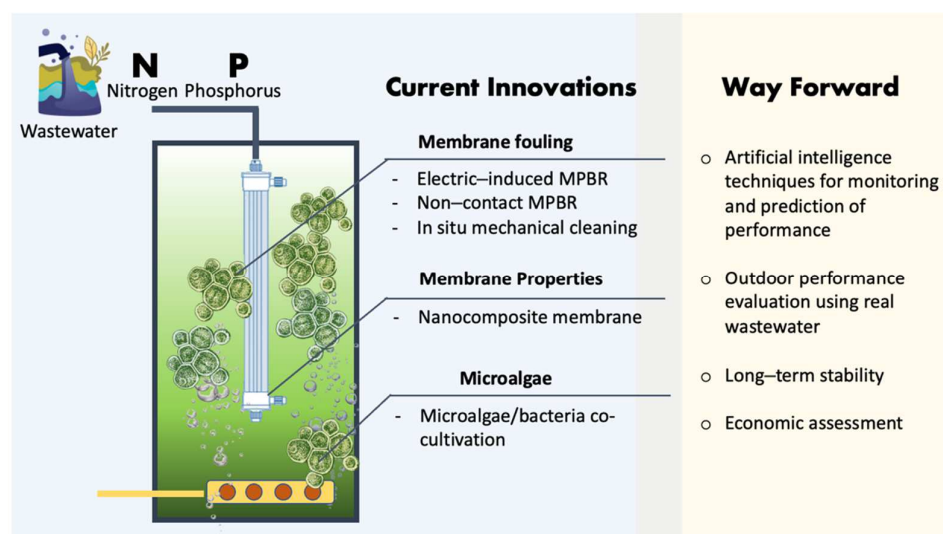 N P
Nitrogen Phosphorus
Wastewater
Current Innovations
Membrane fouling
- Electric–induced MPBR
- Non–contact MPBR
- In situ mechanical cleaning
Membrane Properties
- Nanocomposite membrane
Microalgae
- Microalgae/bacteria co-
cultivation
Way Forward
o Artificial intelligence
techniques for monitoring
and prediction of
performance
o Outdoor performance
evaluation using real
wastewater
o Long–term stability
o Economic assessment